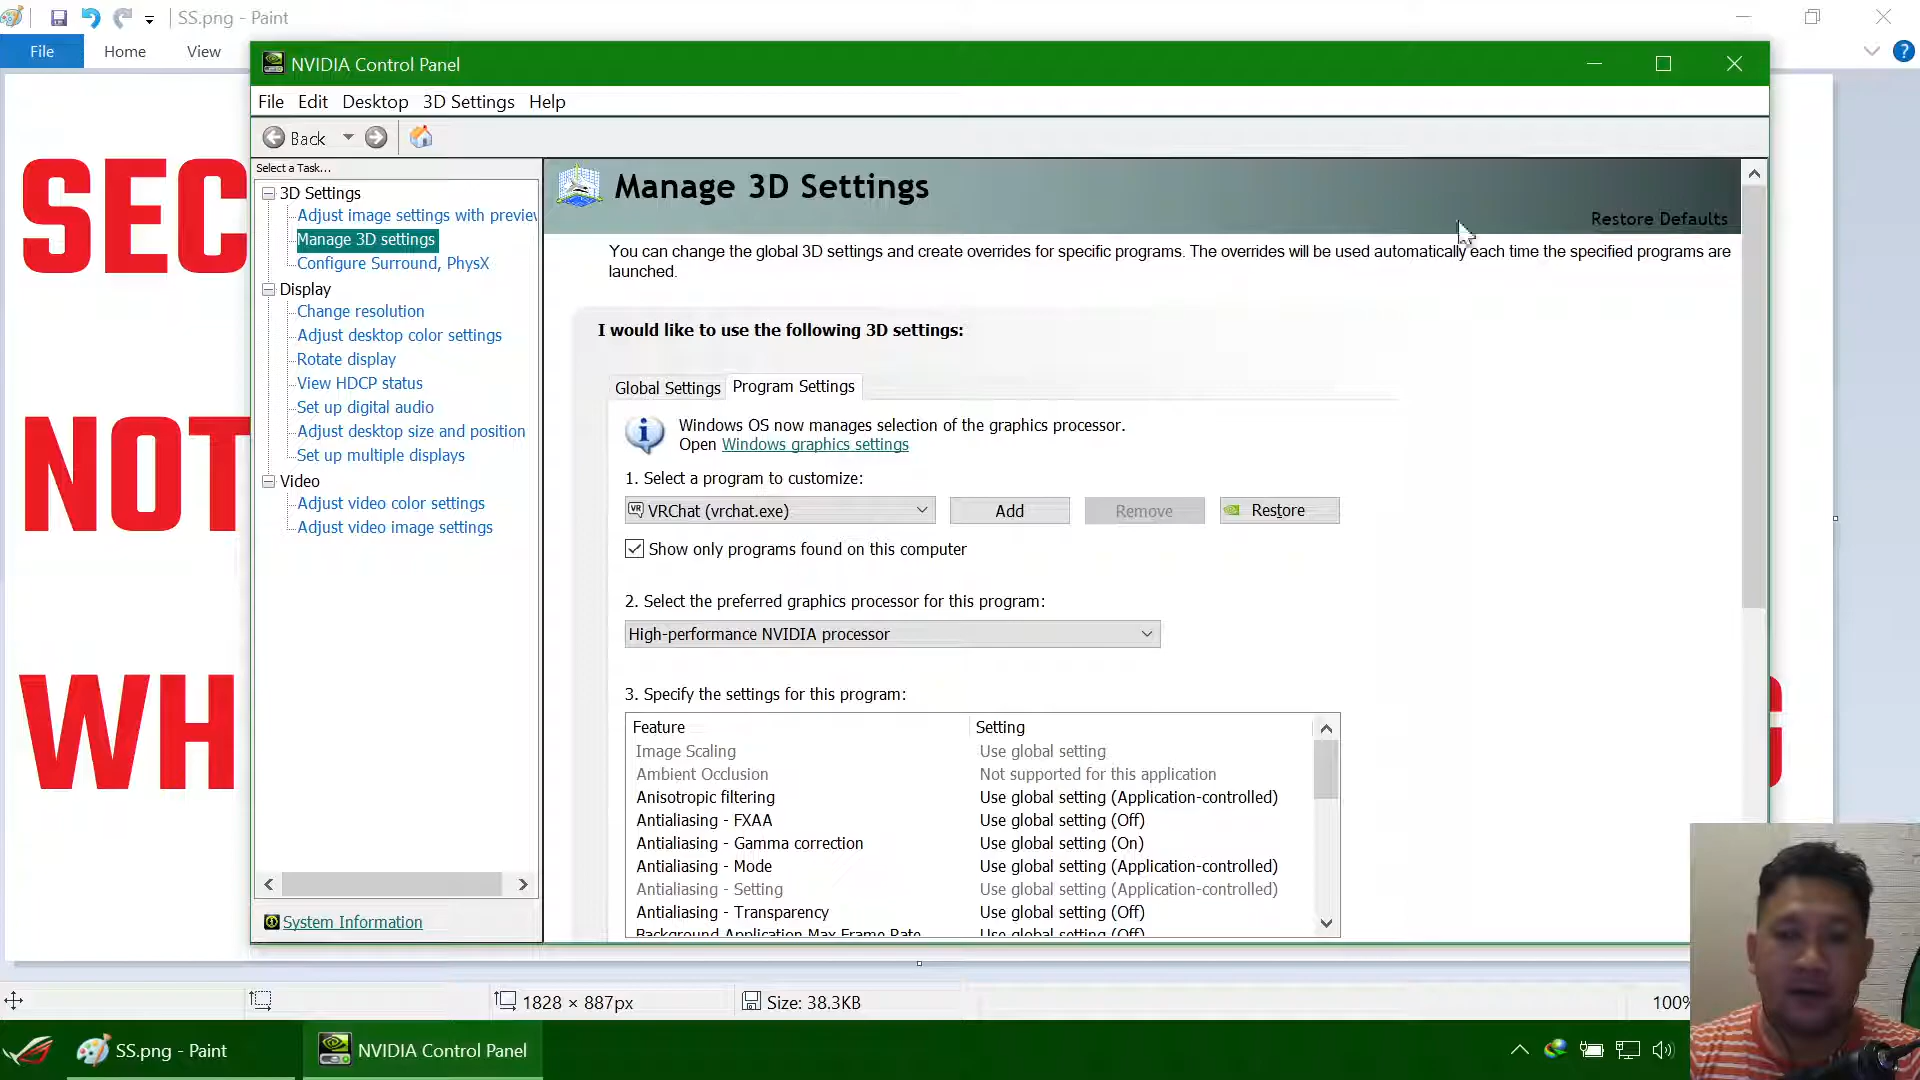 SS.png - Paint
File
Home
View
NVIDIA Control Panel
File Edit Desktop 3D Settings Help
Back
Select a Task...
3D Settings
Adjust image settings with preview
Manage 3D settings
Configure Surround, PhysX
Display
Change resolution
Adjust desktop color settings
Rotate display
View HDCP status
Set up digital audio
Adjust desktop size and position
Set up multiple displays
Video
Adjust video color settings
Adjust video image settings
System Information
Manage 3D Settings
Restore Defaults
You can change the global 3D settings and create overrides for specific programs. The overrides will be used automatically each time the specified programs are
launched.
I would like to use the following 3D settings:
Global Settings
Program Settings
Windows OS now manages selection of the graphics processor.
Open Windows graphics settings
1. Select a program to customize:
VRChat (vrchat.exe)
Add
Remove
Restore
Show only programs found on this computer
2. Select the preferred graphics processor for this program:
High-performance NVIDIA processor
3. Specify the settings for this program:
Feature Setting
Image Scaling Use global setting
Ambient Occlusion Not supported for this application
Anisotropic filtering Use global setting (Application-controlled)
Antialiasing - FXAA Use global setting (Off)
Antialiasing - Gamma correction Use global setting (On)
Antialiasing - Mode Use global setting (Application-controlled)
Antialiasing - Setting Use global setting (Application-controlled)
Antialiasing - Transparency Use global setting (Off)
Background Application Max Frame Rate Use global setting (Off)
SEC
NOT
WH
1828 × 887px
Size: 38.3KB
100%
SS.png - Paint
NVIDIA Control Panel